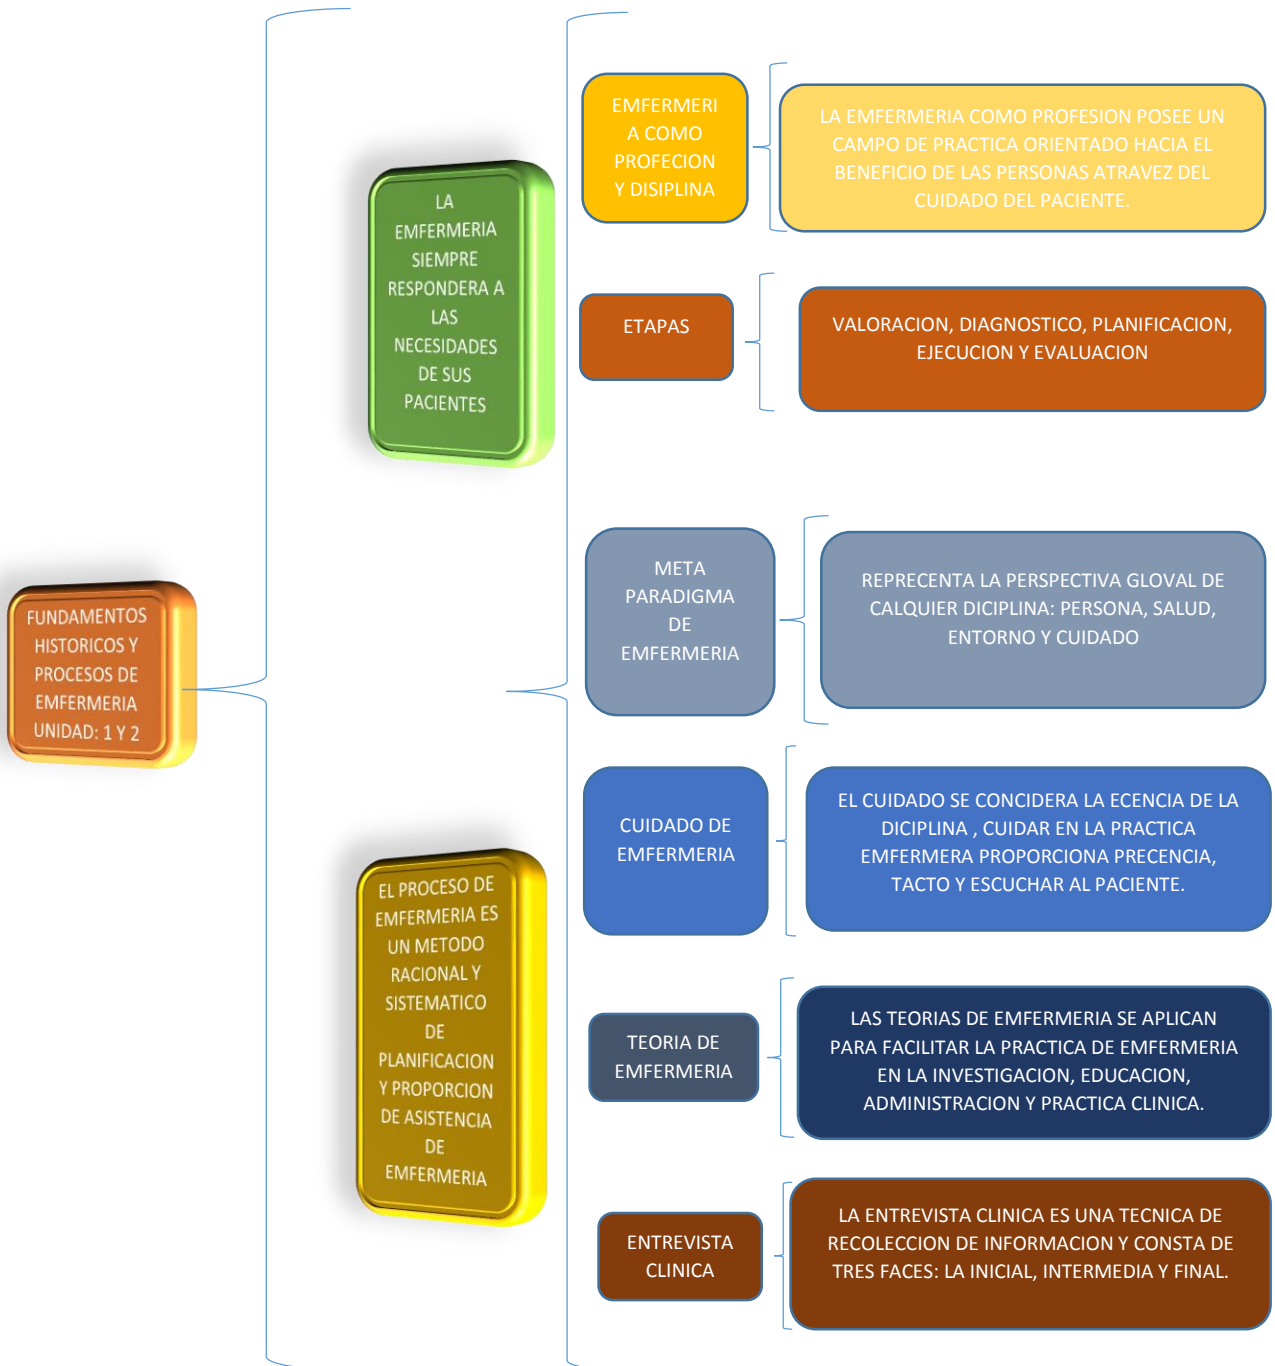 FUNDAMENTOS
HISTORICOS Y
PROCESOS DE
EMFERMERIA
UNIDAD: 1 Y 2
LA
EMFERMERIA
SIEMPRE
RESPONDERA A
LAS
NECESIDADES
DE SUS
PACIENTES
EL PROCESO DE
EMFERMERIA ES
UN METODO
RACIONAL Y
SISTEMATICO
DE
PLANIFICACION
Y PROPORCION
DE ASISTENCIA
DE
EMFERMERIA
EMFERMERI
A COMO
PROFECION
Y DISIPLINA
LA EMFERMERIA COMO PROFESION POSEE UN
CAMPO DE PRACTICA ORIENTADO HACIA EL
BENEFICIO DE LAS PERSONAS ATRAVEZ DEL
CUIDADO DEL PACIENTE.
ETAPAS
VALORACION, DIAGNOSTICO, PLANIFICACION,
EJECUCION Y EVALUACION
META
PARADIGMA
DE
EMFERMERIA
REPRECENTA LA PERSPECTIVA GLOVAL DE
CALQUIER DICIPLINA: PERSONA, SALUD,
ENTORNO Y CUIDADO
CUIDADO DE
EMFERMERIA
EL CUIDADO SE CONCIDERA LA ECENCIA DE LA
DICIPLINA , CUIDAR EN LA PRACTICA
EMFERMERA PROPORCIONA PRECENCIA,
TACTO Y ESCUCHAR AL PACIENTE.
TEORIA DE
EMFERMERIA
LAS TEORIAS DE EMFERMERIA SE APLICAN
PARA FACILITAR LA PRACTICA DE EMFERMERIA
EN LA INVESTIGACION, EDUCACION,
ADMINISTRACION Y PRACTICA CLINICA.
ENTREVISTA
CLINICA
LA ENTREVISTA CLINICA ES UNA TECNICA DE
RECOLECCION DE INFORMACION Y CONSTA DE
TRES FACES: LA INICIAL, INTERMEDIA Y FINAL.